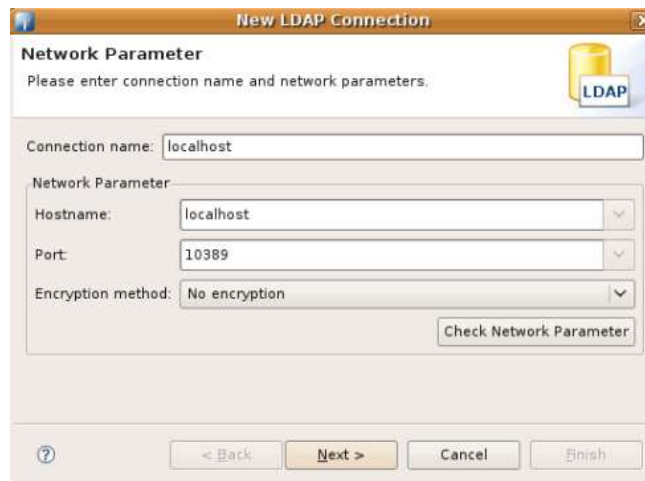 New LDAP Connection
Network Parameter
Please enter connection name and network parameters.
LDAP
Connection name: localhost
Network Parameter
Hostname: localhost
Port: 10389
Encryption method: No encryption
Check Network Parameter
< Back Next > Cancel Finish